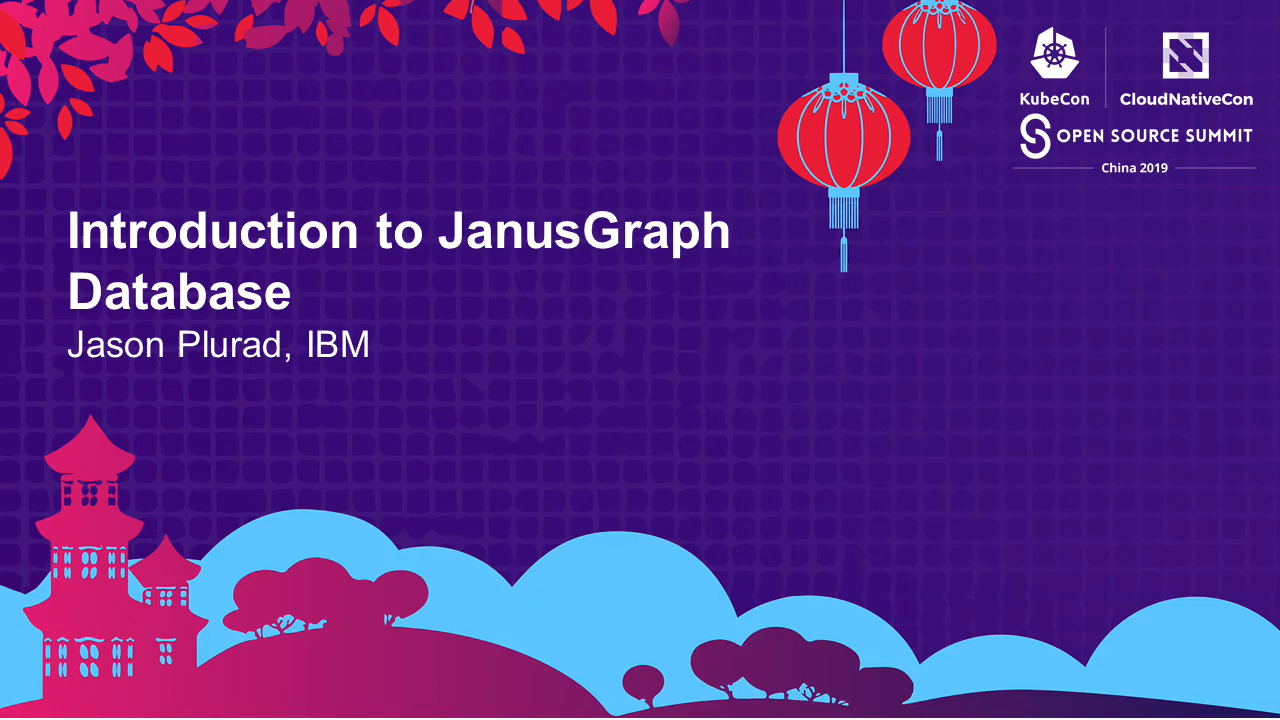 KubeCon
CloudNativeCon
OPEN SOURCE SUMMIT
China 2019
Introduction to JanusGraph
Database
Jason Plurad, IBM